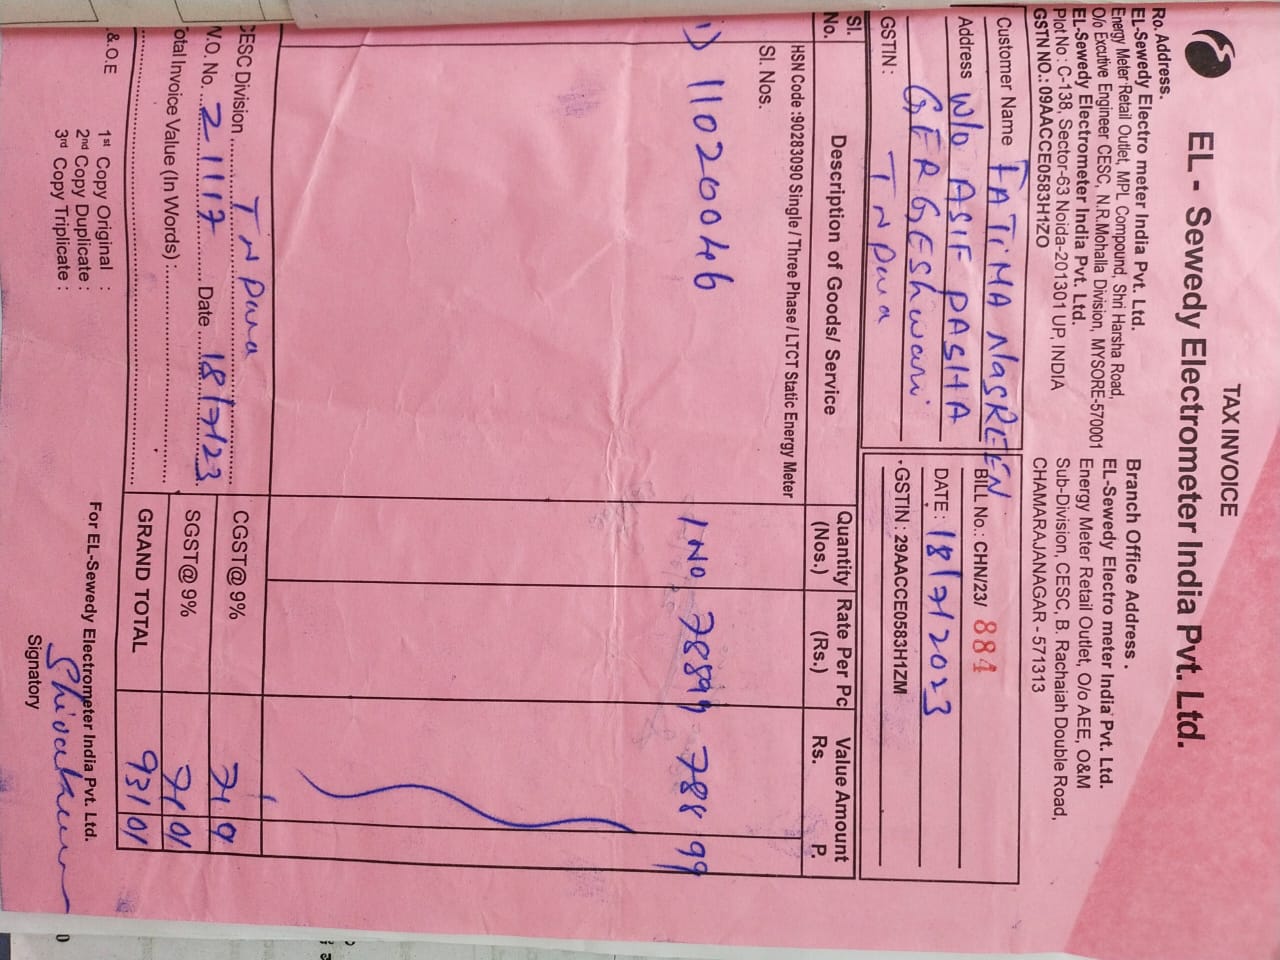 TAX INVOICE
EL - Sewedy Electrometer India Pvt. Ltd.
Ro. Address.
EL-Sewedy Electro meter India Pvt. Ltd.
Energy Meter Retail Outlet, MPL Compound, Shri Harsha Road,
O/o Excutive Engineer CESC, N.R.Mohalla Division, MYSORE-570001
EL-Sewedy Electrometer India Pvt. Ltd.
Plot No : C-138, Sector-63 Noida-201301 UP, INDIA
GSTN NO.: 09AACCE0583H1ZO
Branch Office Address .
EL-Sewedy Electro meter India Pvt. Ltd.
Energy Meter Retail Outlet, O/o AEE, O&M
Sub-Division, CESC, B. Rachaiah Double Road,
CHAMARAJANAGAR - 571313
Customer Name FATiMA NasREEN
Address W/o ASIF PASHA
GERGEShwari
GSTIN : T N pura
BILL No.: CHN/23/ 884
DATE : 18/7/2023
GSTIN : 29AACCE0583H1ZM
Sl. No. Description of Goods/ Service Quantity (Nos.) Rate Per Pc (Rs.) Value Amount Rs. P.
HSN Code :90283090 Single / Three Phase / LTCT Static Energy Meter
Sl. Nos.
1) 11020046 1 NO 788 99 788 99
CESC Division T N pura
W.O. No. 21117 Date 18/7/23
Total Invoice Value (In Words) :
CGST@ 9% 71 01
SGST@ 9% 71 01
GRAND TOTAL 931 01
.&.O.E
1st Copy Original :
2nd Copy Duplicate :
3rd Copy Triplicate :
For EL-Sewedy Electrometer India Pvt. Ltd.
Signatory